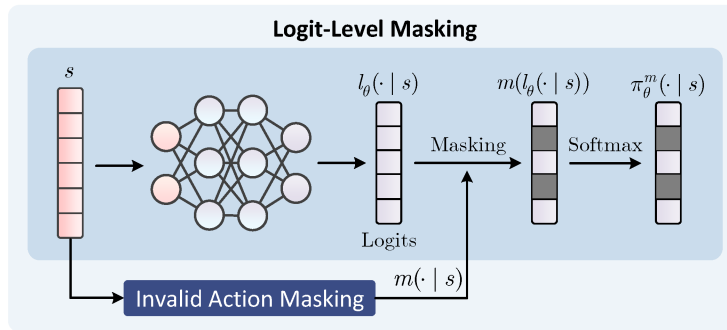 Logit-Level Masking
s
l_θ(· | s)
m(l_θ(· | s))
π_θ^m(· | s)
Masking
Softmax
Logits
m(· | s)
Invalid Action Masking